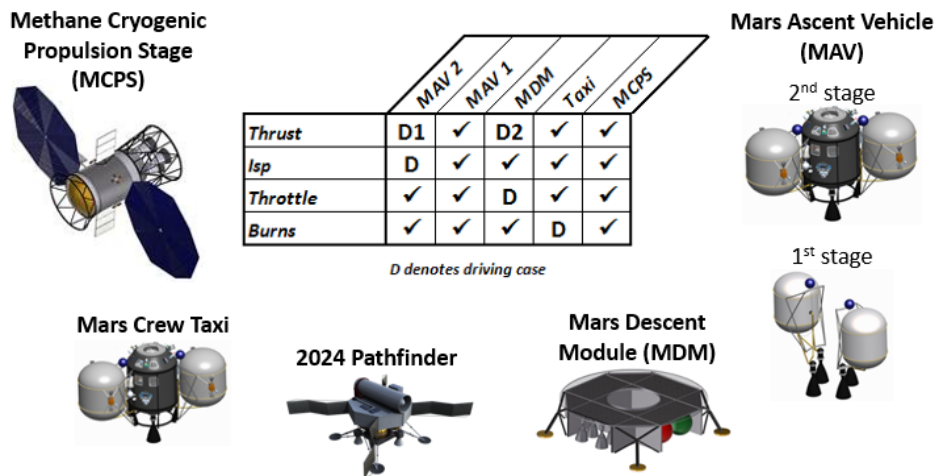 Methane Cryogenic
Propulsion Stage
(MCPS)
MAV 2
MAV 1
MDM
Taxi
MCPS
Thrust D1 ✓ D2 ✓ ✓
Isp D ✓ ✓ ✓ ✓
Throttle ✓ ✓ D ✓ ✓
Burns ✓ ✓ ✓ D ✓
D denotes driving case
Mars Ascent Vehicle
(MAV)
2nd stage
1st stage
Mars Crew Taxi
2024 Pathfinder
Mars Descent
Module (MDM)